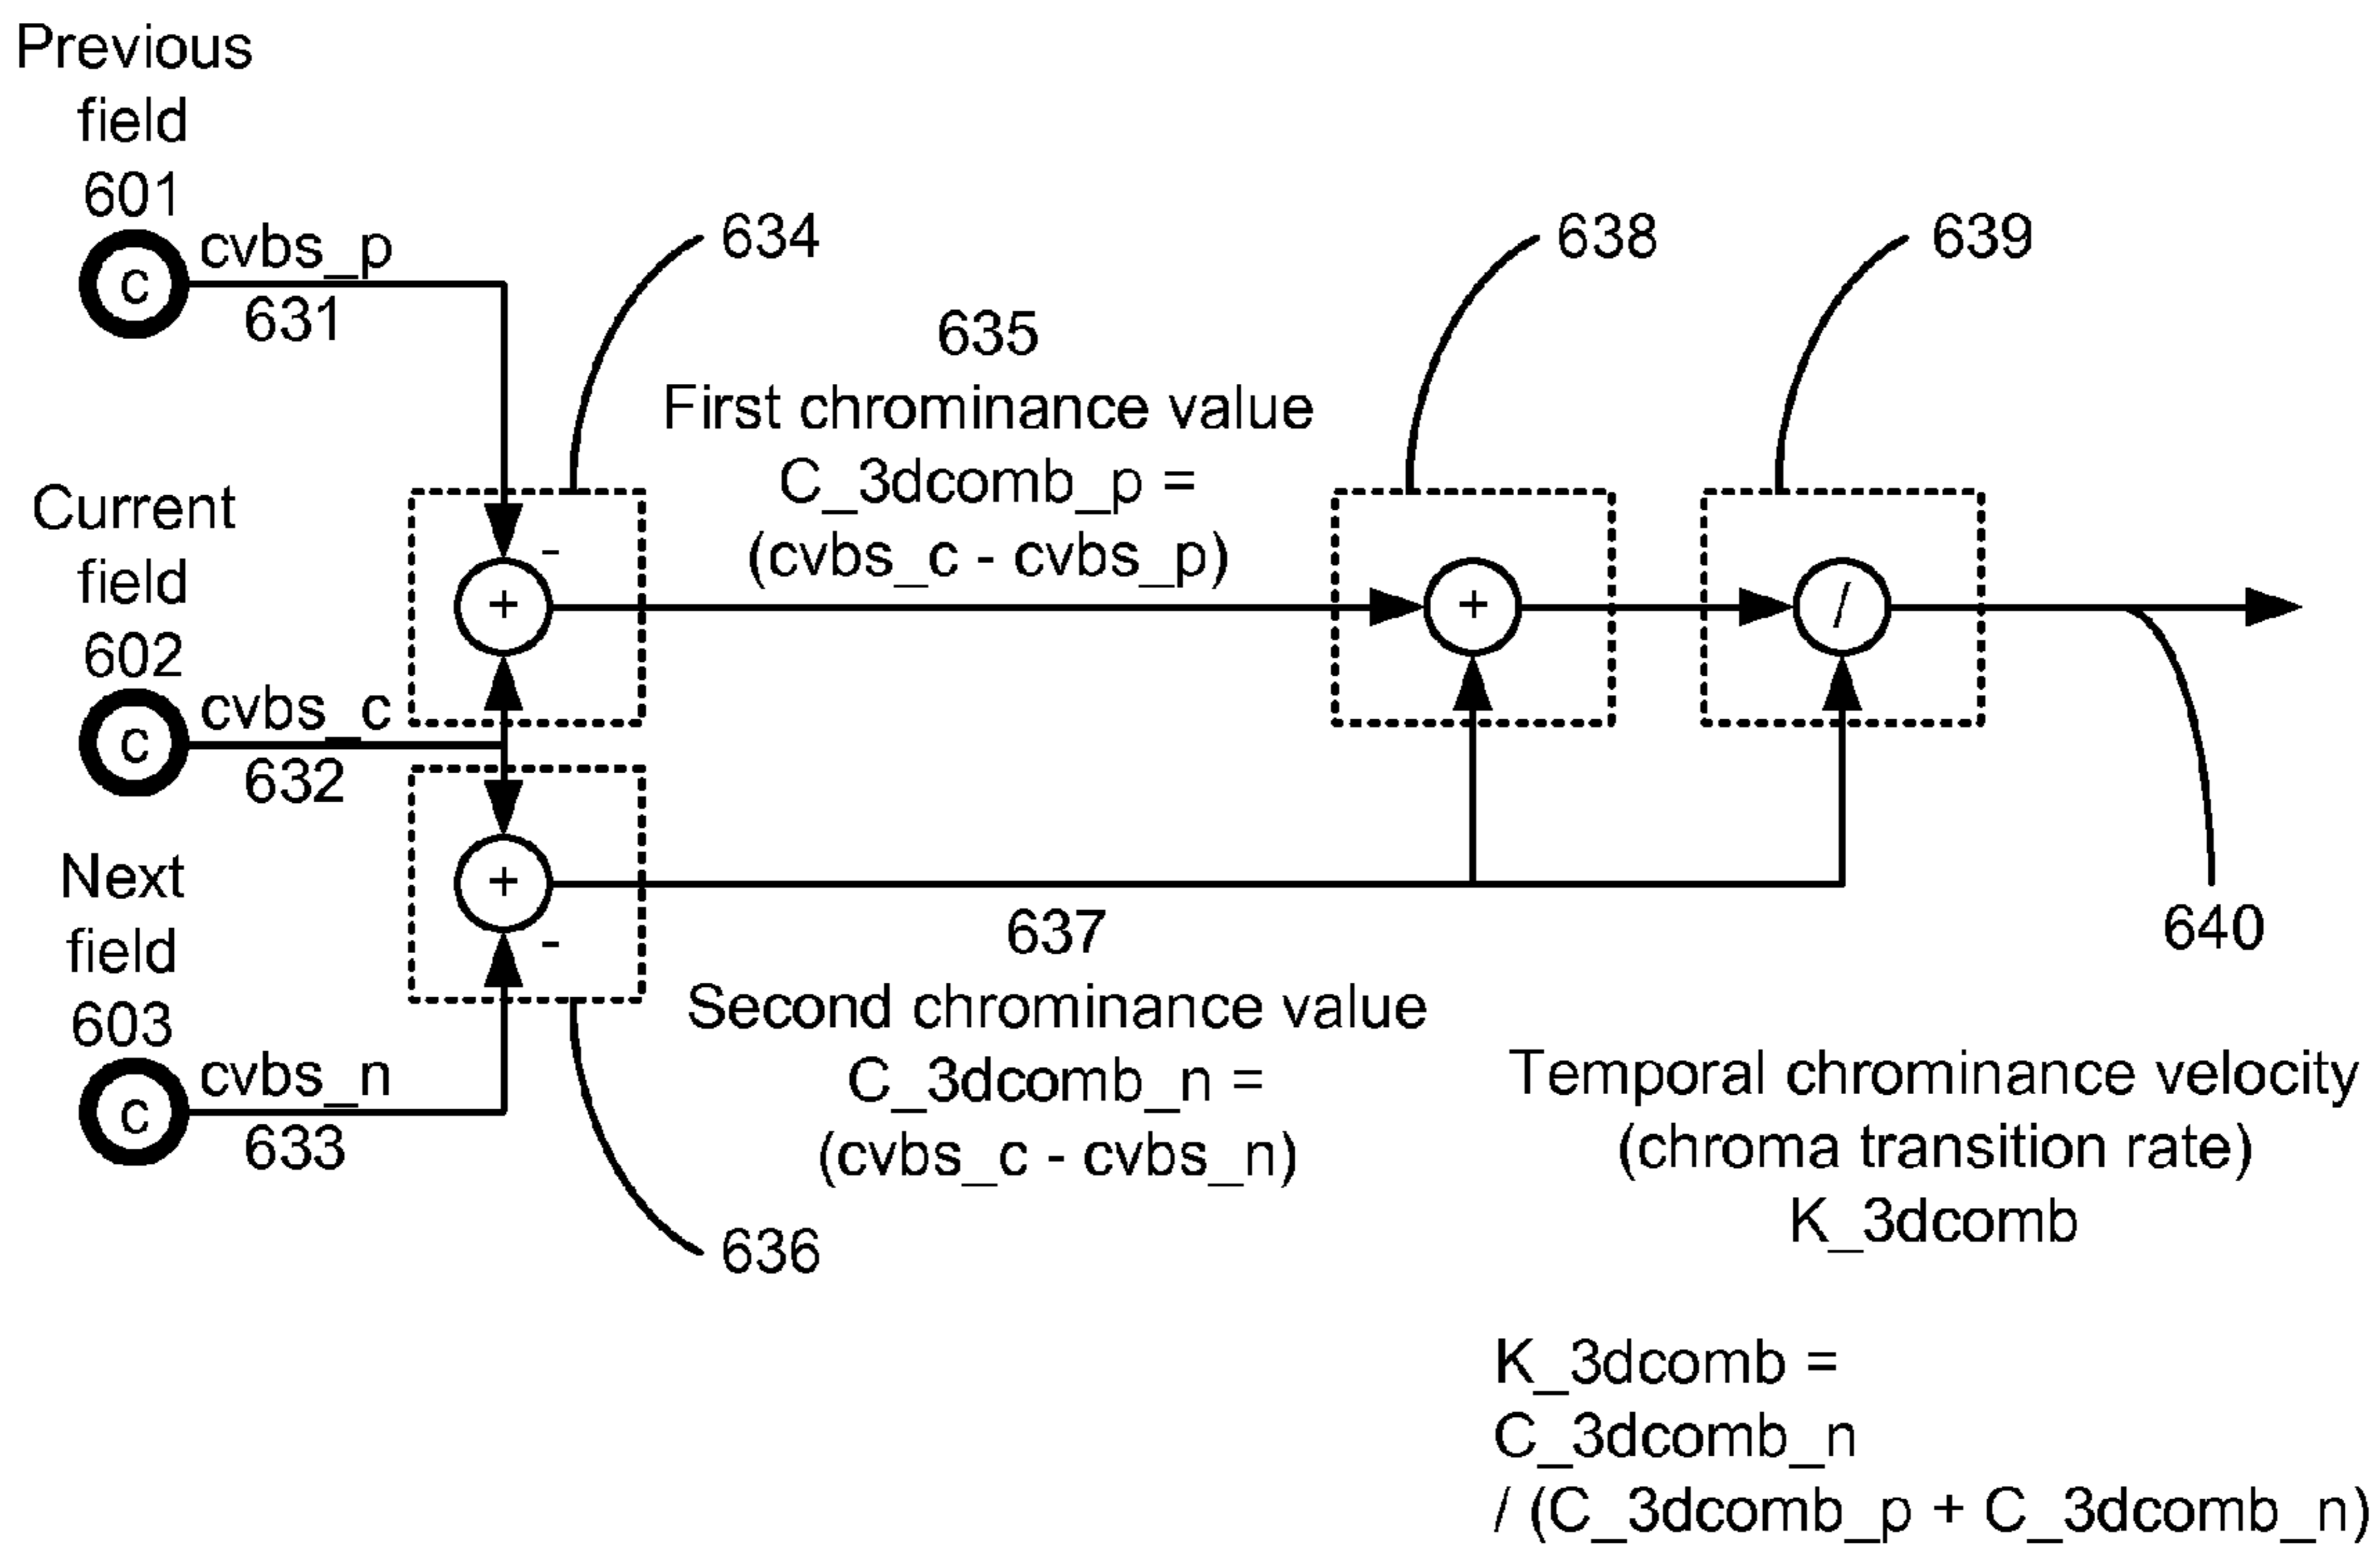 Previous
field
601
c
cvbs_p
631
634
638
639
635
First chrominance value
C_3dcomb_p =
(cvbs_c - cvbs_p)
-
+
+
/
Current
field
602
c
cvbs_c
632
+
-
Next
field
603
c
cvbs_n
633
636
637
Second chrominance value
C_3dcomb_n =
(cvbs_c - cvbs_n)
640
Temporal chrominance velocity
(chroma transition rate)
K_3dcomb
K_3dcomb =
C_3dcomb_n
/ (C_3dcomb_p + C_3dcomb_n)